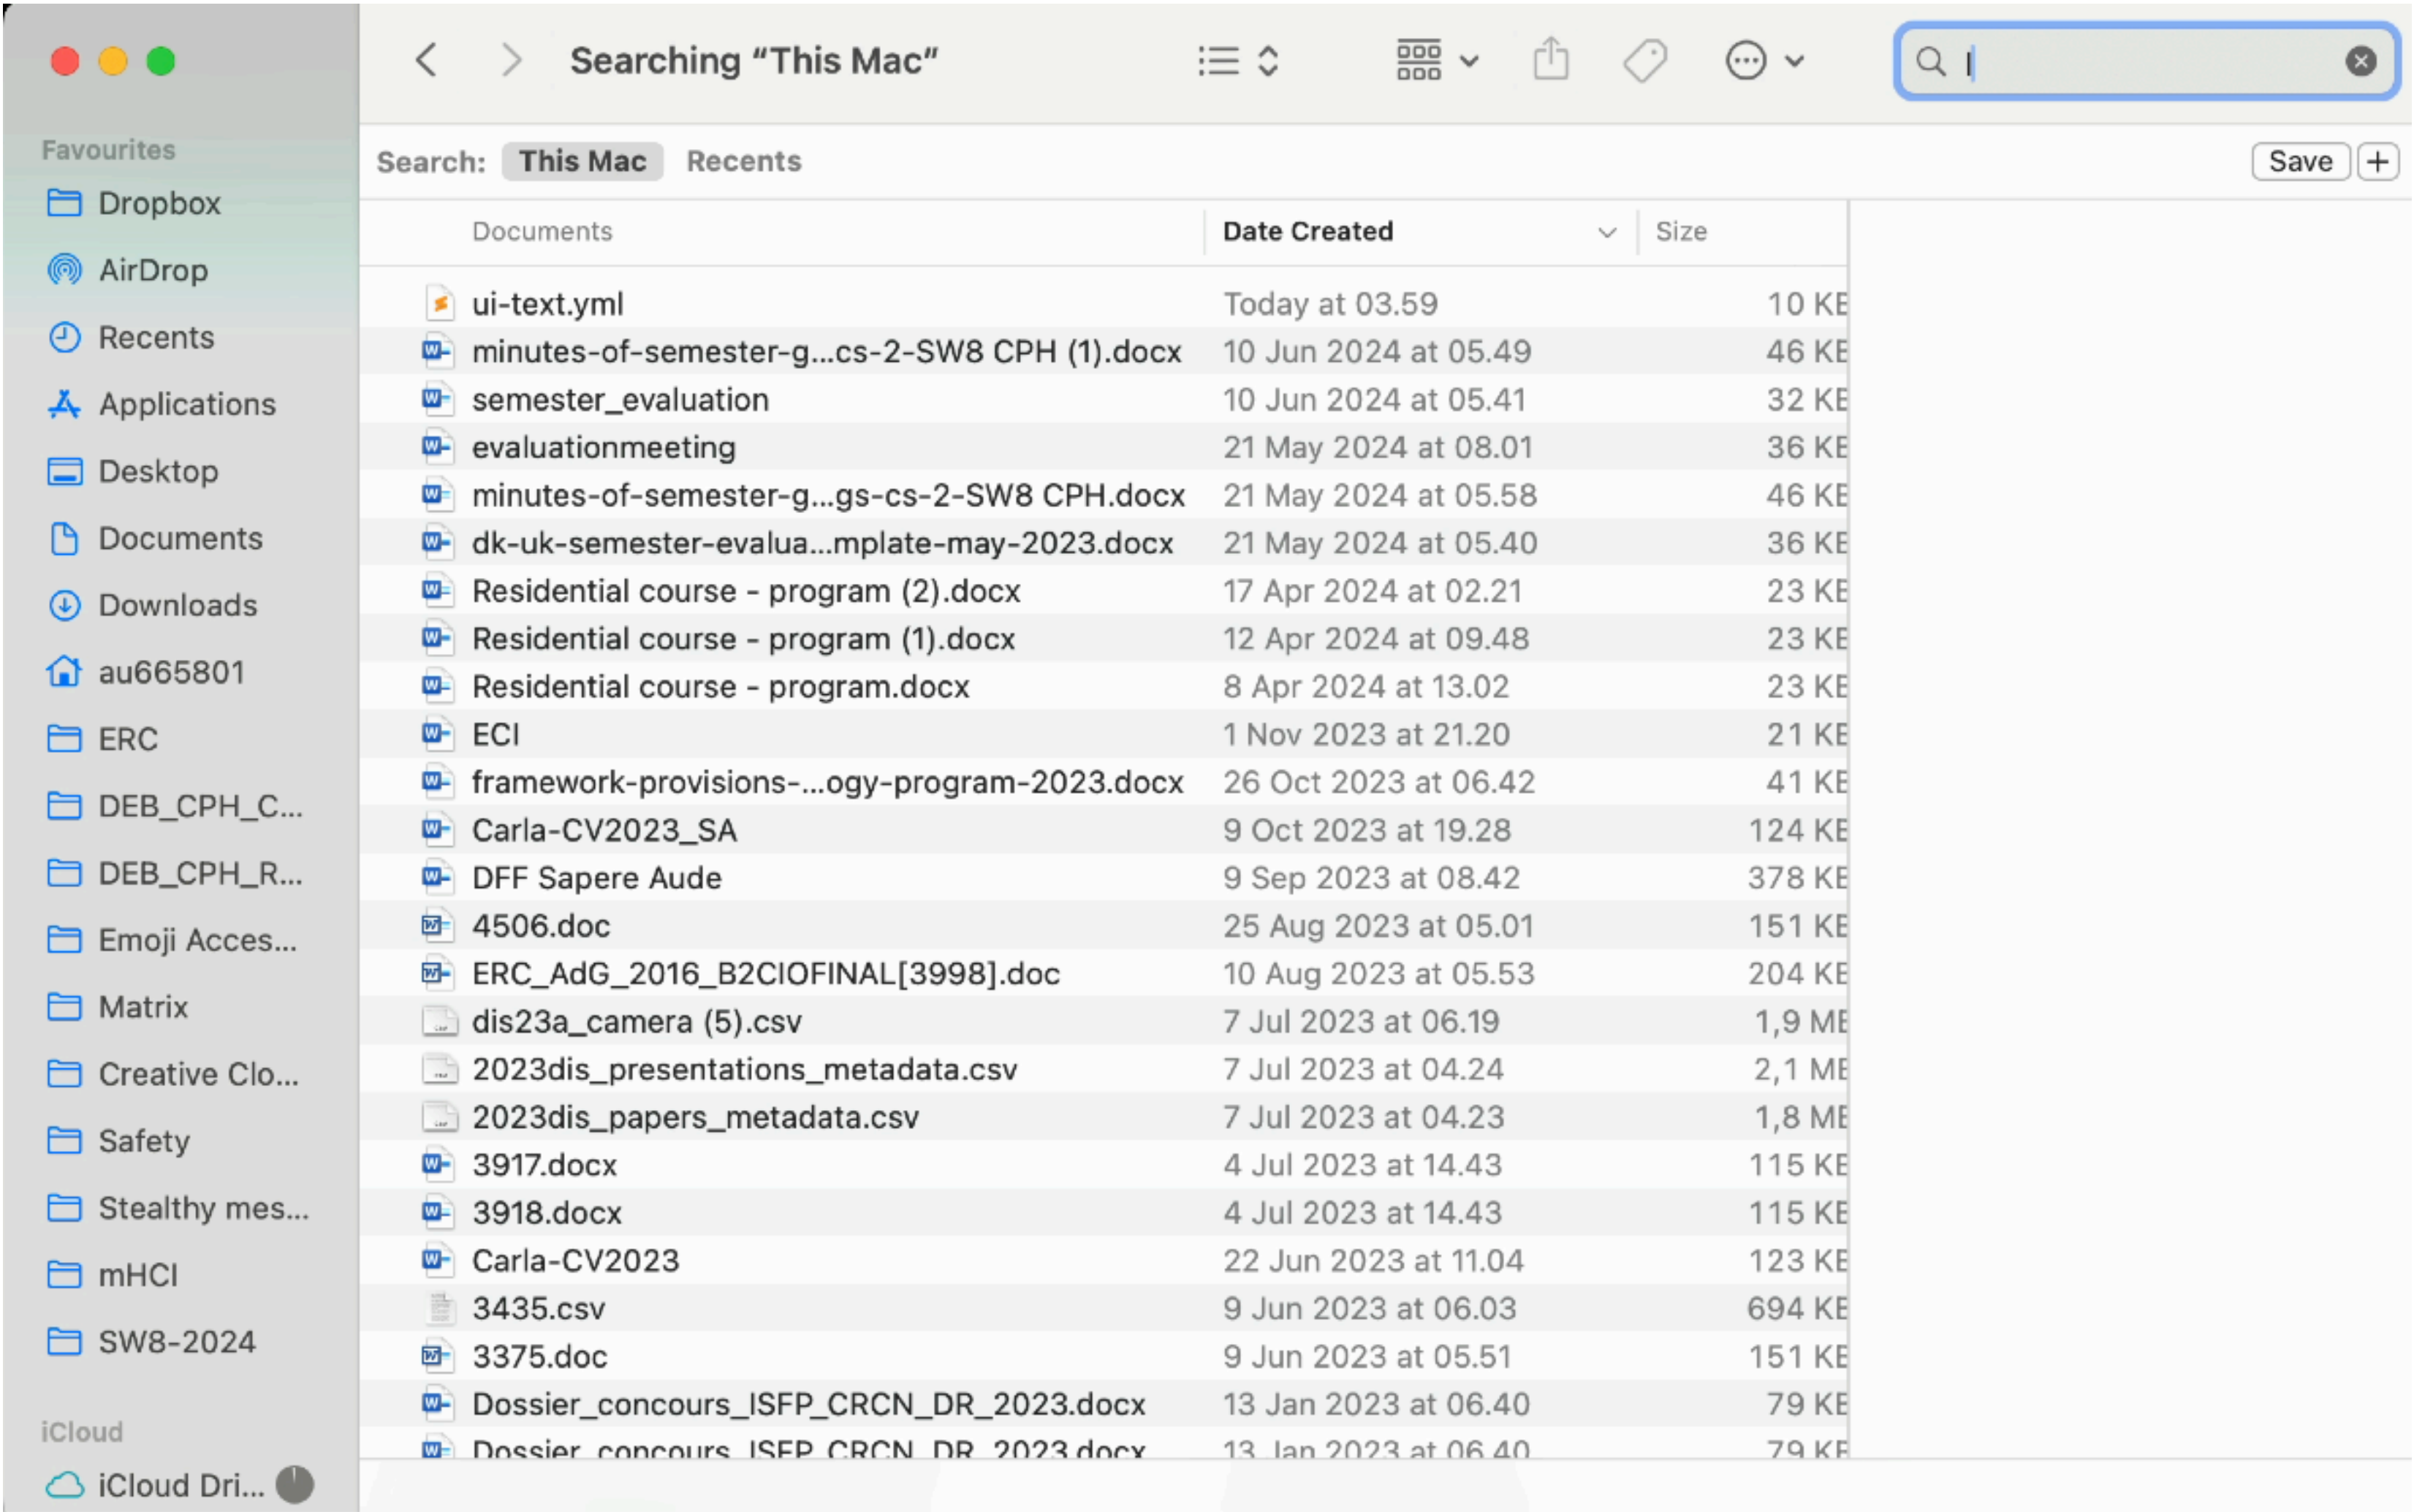 Searching “This Mac”
l
Favourites
Dropbox
AirDrop
Recents
Applications
Desktop
Documents
Downloads
au665801
ERC
DEB_CPH_C...
DEB_CPH_R...
Emoji Acces...
Matrix
Creative Clo...
Safety
Stealthy mes...
mHCI
SW8-2024
iCloud
iCloud Dri...
Search: This Mac Recents Save +
Documents Date Created Size
ui-text.yml Today at 03.59 10 KB
minutes-of-semester-g...cs-2-SW8 CPH (1).docx 10 Jun 2024 at 05.49 46 KB
semester_evaluation 10 Jun 2024 at 05.41 32 KB
evaluationmeeting 21 May 2024 at 08.01 36 KB
minutes-of-semester-g...gs-cs-2-SW8 CPH.docx 21 May 2024 at 05.58 46 KB
dk-uk-semester-evalua...mplate-may-2023.docx 21 May 2024 at 05.40 36 KB
Residential course - program (2).docx 17 Apr 2024 at 02.21 23 KB
Residential course - program (1).docx 12 Apr 2024 at 09.48 23 KB
Residential course - program.docx 8 Apr 2024 at 13.02 23 KB
ECI 1 Nov 2023 at 21.20 21 KB
framework-provisions-...ogy-program-2023.docx 26 Oct 2023 at 06.42 41 KB
Carla-CV2023_SA 9 Oct 2023 at 19.28 124 KB
DFF Sapere Aude 9 Sep 2023 at 08.42 378 KB
4506.doc 25 Aug 2023 at 05.01 151 KB
ERC_AdG_2016_B2CIOFINAL[3998].doc 10 Aug 2023 at 05.53 204 KB
dis23a_camera (5).csv 7 Jul 2023 at 06.19 1,9 MB
2023dis_presentations_metadata.csv 7 Jul 2023 at 04.24 2,1 MB
2023dis_papers_metadata.csv 7 Jul 2023 at 04.23 1,8 MB
3917.docx 4 Jul 2023 at 14.43 115 KB
3918.docx 4 Jul 2023 at 14.43 115 KB
Carla-CV2023 22 Jun 2023 at 11.04 123 KB
3435.csv 9 Jun 2023 at 06.03 694 KB
3375.doc 9 Jun 2023 at 05.51 151 KB
Dossier_concours_ISFP_CRCN_DR_2023.docx 13 Jan 2023 at 06.40 79 KB
Dossier_concours_ISFP_CRCN_DR_2023.docx 13 Jan 2023 at 06.40 79 KB